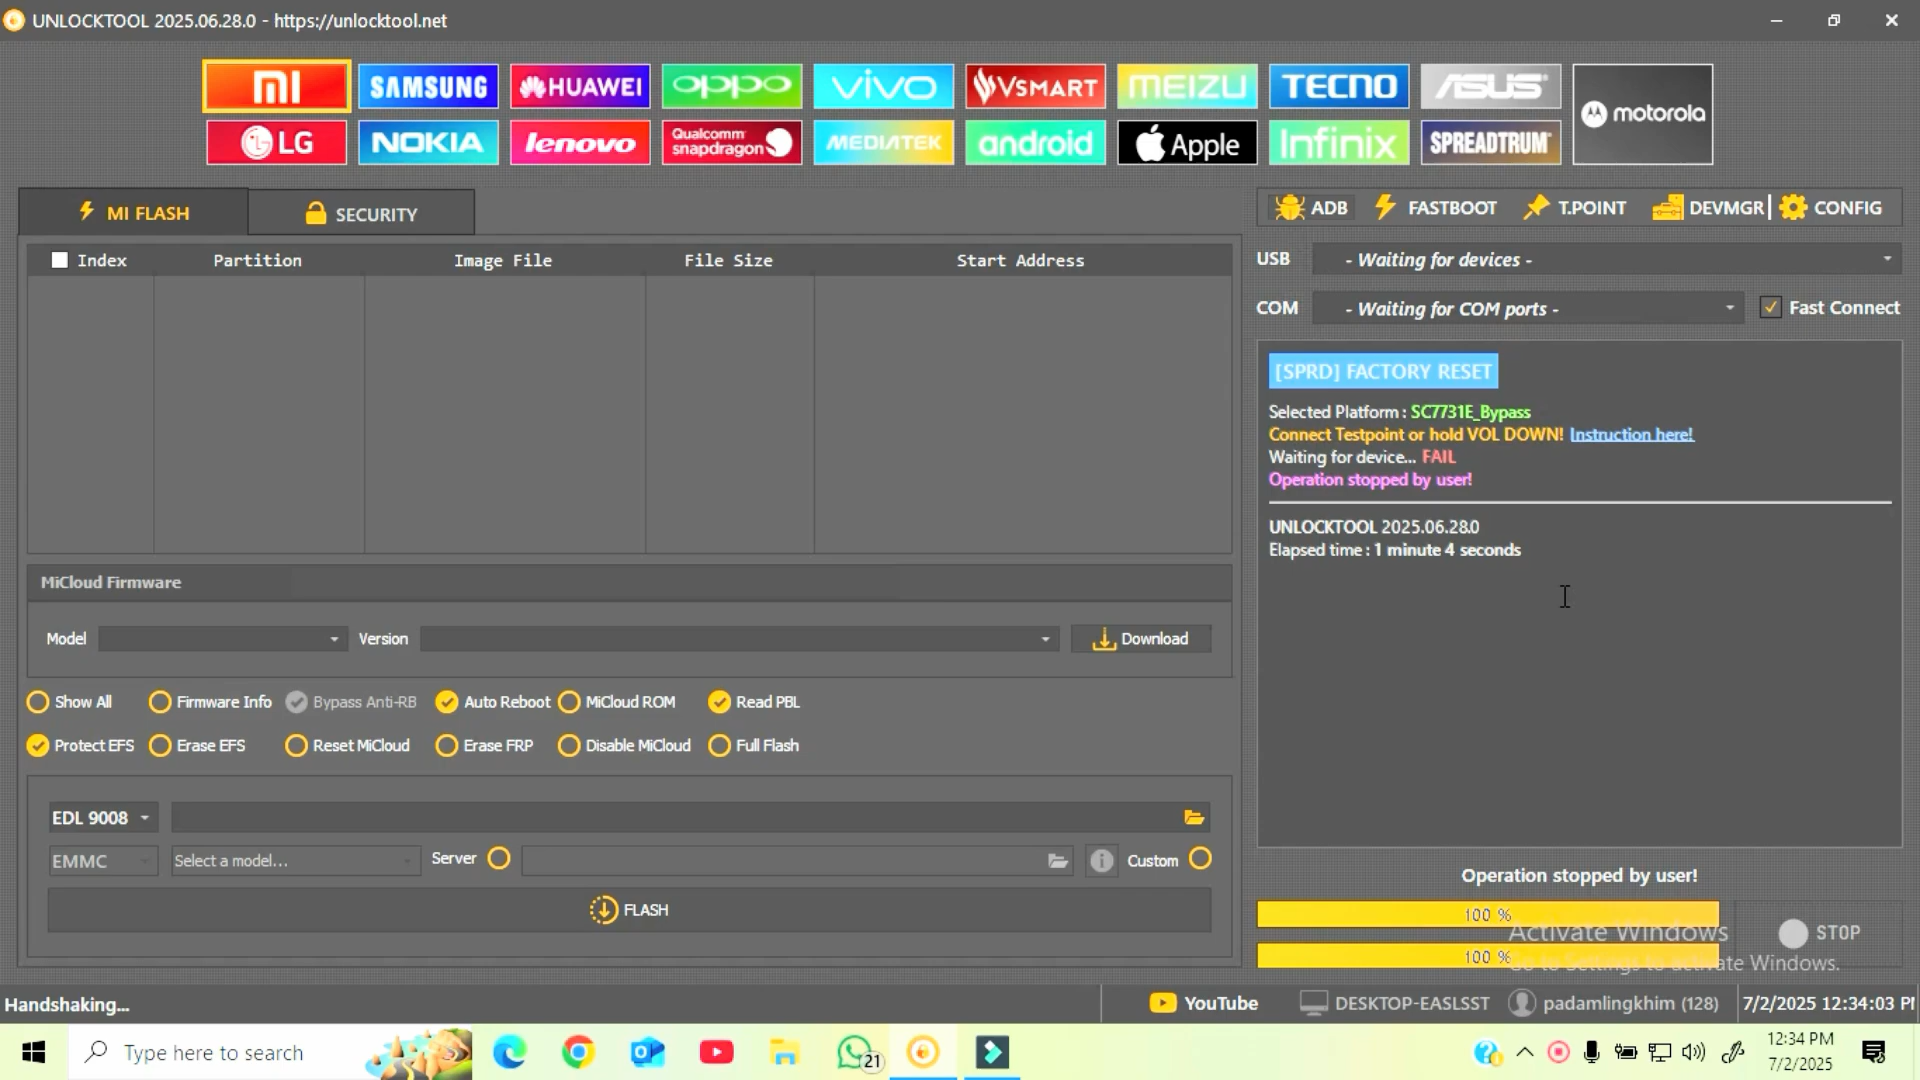 UNLOCKTOOL 2025.06.28.0 - https://unlocktool.net
MI SAMSUNG HUAWEI oppo vivo VSMART MEIZU TECNO ASUS motorola
LG NOKIA lenovo Qualcomm snapdragon MEDIATEK android Apple Infinix SPREADTRUM
MI FLASH SECURITY
ADB FASTBOOT T.POINT DEVMGR CONFIG
Index Partition Image File File Size Start Address
USB - Waiting for devices -
COM - Waiting for COM ports - Fast Connect
[SPRD] FACTORY RESET
Selected Platform : SC7731E_Bypass
Connect Testpoint or hold VOL DOWN! Instruction here!
Waiting for device... FAIL
Operation stopped by user!
UNLOCKTOOL 2025.06.28.0
Elapsed time : 1 minute 4 seconds
MiCloud Firmware
Model Version Download
Show All Firmware Info Bypass Anti-RB Auto Reboot MiCloud ROM Read PBL
Protect EFS Erase EFS Reset MiCloud Erase FRP Disable MiCloud Full Flash
EDL 9008
EMMC Select a model... Server Custom
FLASH
Operation stopped by user!
100 %
100 %
STOP
Activate Windows
Go to Settings to activate Windows.
Handshaking...
YouTube DESKTOP-EASLSST padamlingkhim (128) 7/2/2025 12:34:03 PM
Type here to search
21
12:34 PM
7/2/2025